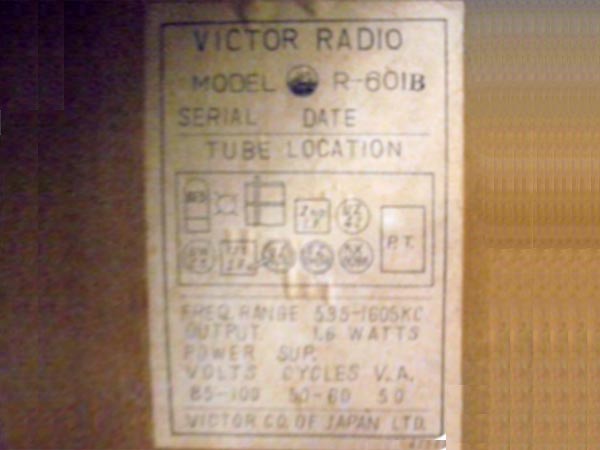 VICTOR RADIO
MODEL R-601B
SERIAL DATE
TUBE LOCATION
P.T.
FREQ. RANGE 535-1605KC
OUTPUT 1.6 WATTS
POWER SUP.
VOLTS CYCLES V.A.
85-100 50-60 50
VICTOR CO. OF JAPAN LTD.